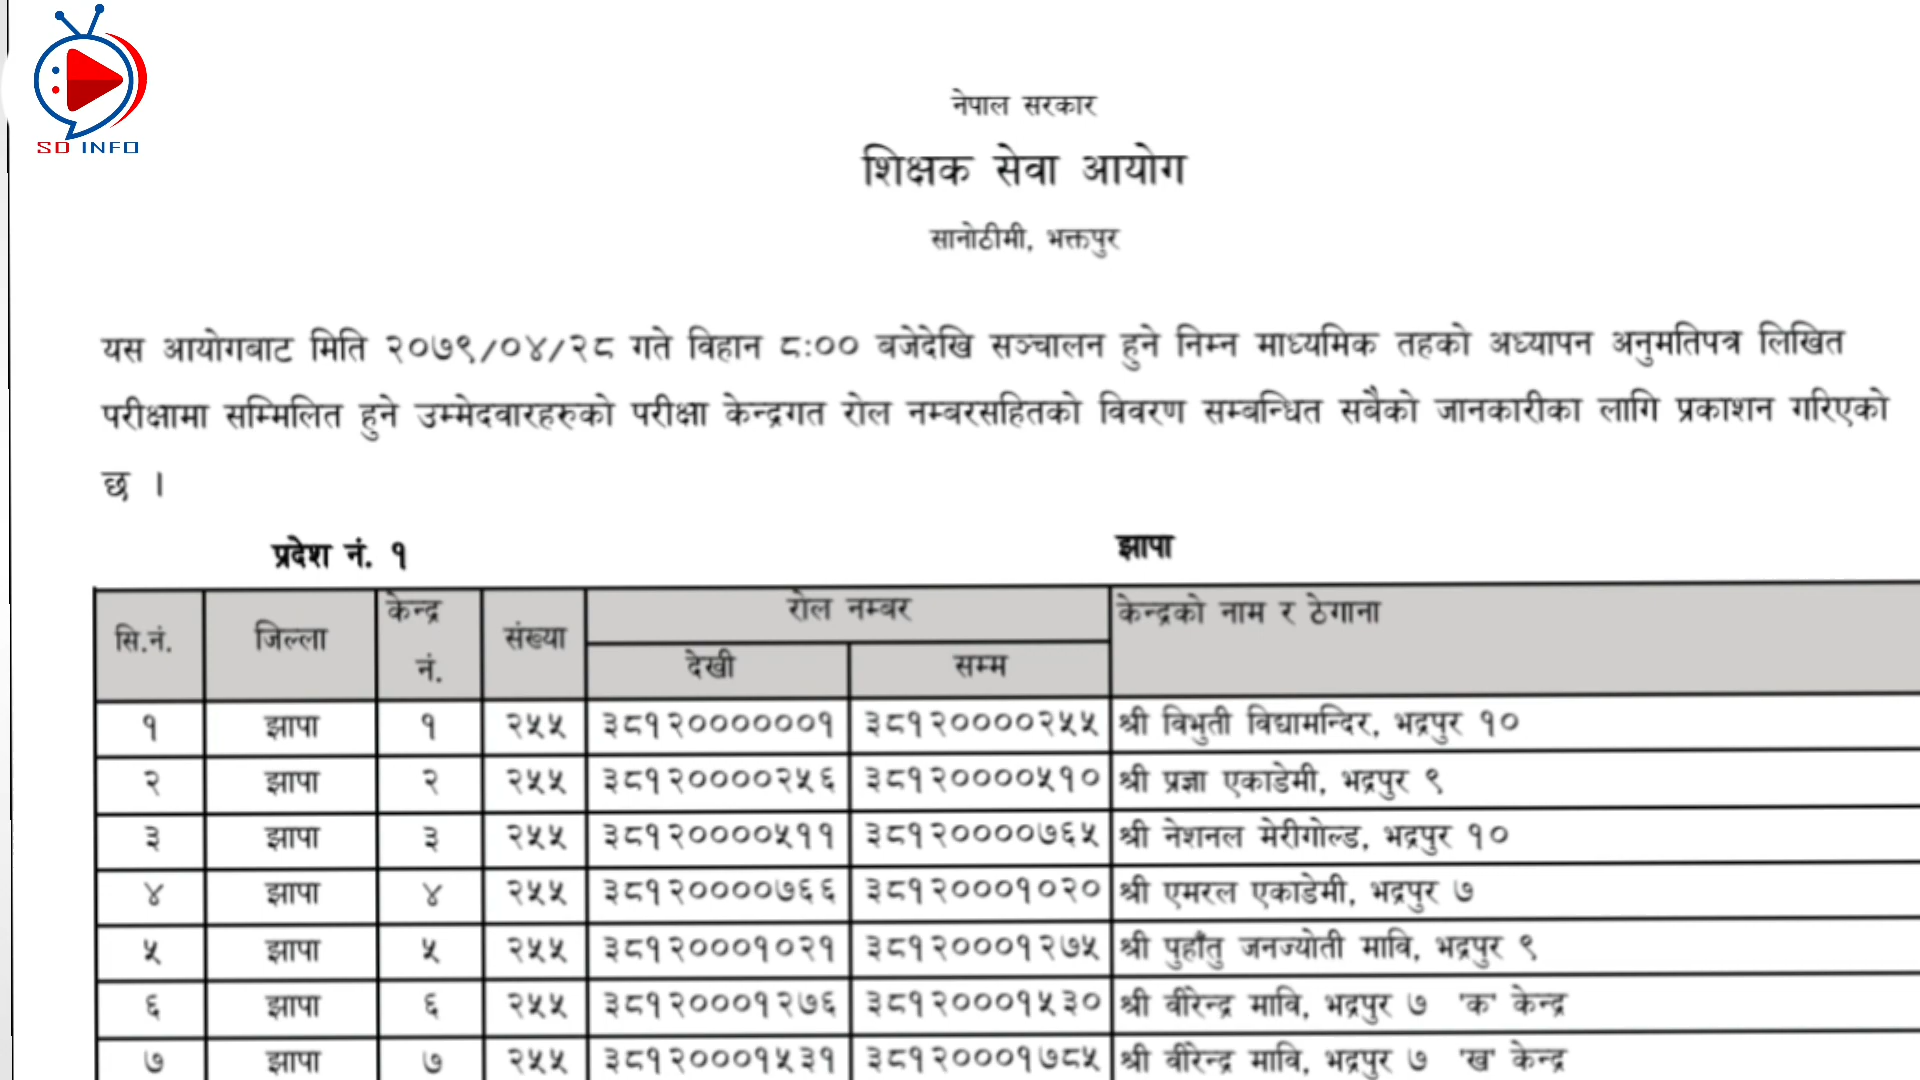 SD INFO
नेपाल सरकार
शिक्षक सेवा आयोग
सानोठीमी, भक्तपुर
यस आयोगबाट मिति २०७९/०४/२८ गते विहान ८:०० बजेदेखि सञ्चालन हुने निम्न माध्यमिक तहको अध्यापन अनुमतिपत्र लिखित
परीक्षामा सम्मिलित हुने उम्मेदवारहरुको परीक्षा केन्द्रगत रोल नम्बरसहितको विवरण सम्बन्धित सबैको जानकारीका लागि प्रकाशन गरिएको
छ ।
प्रदेश नं. १ झापा
सि.नं. जिल्ला केन्द्र नं. संख्या रोल नम्बर केन्द्रको नाम र ठेगाना
देखी सम्म
१ झापा १ २५५ ३८१२००००००१ ३८१२००००२५५ श्री विभुती विद्यामन्दिर, भद्रपुर १०
२ झापा २ २५५ ३८१२००००२५६ ३८१२००००५१० श्री प्रज्ञा एकाडेमी, भद्रपुर ९
३ झापा ३ २५५ ३८१२००००५११ ३८१२००००७६५ श्री नेशनल मेरीगोल्ड, भद्रपुर १०
४ झापा ४ २५५ ३८१२००००७६६ ३८१२०००१०२० श्री एमरल एकाडेमी, भद्रपुर ७
५ झापा ५ २५५ ३८१२०००१०२१ ३८१२०००१२७५ श्री पुहाँतु जनज्योती मावि, भद्रपुर ९
६ झापा ६ २५५ ३८१२०००१२७६ ३८१२०००१५३० श्री वीरेन्द्र मावि, भद्रपुर ७ 'क' केन्द्र
७ झापा ७ २५५ ३८१२०००१५३१ ३८१२०००१७८५ श्री वीरेन्द्र मावि, भद्रपुर ७ 'ख' केन्द्र